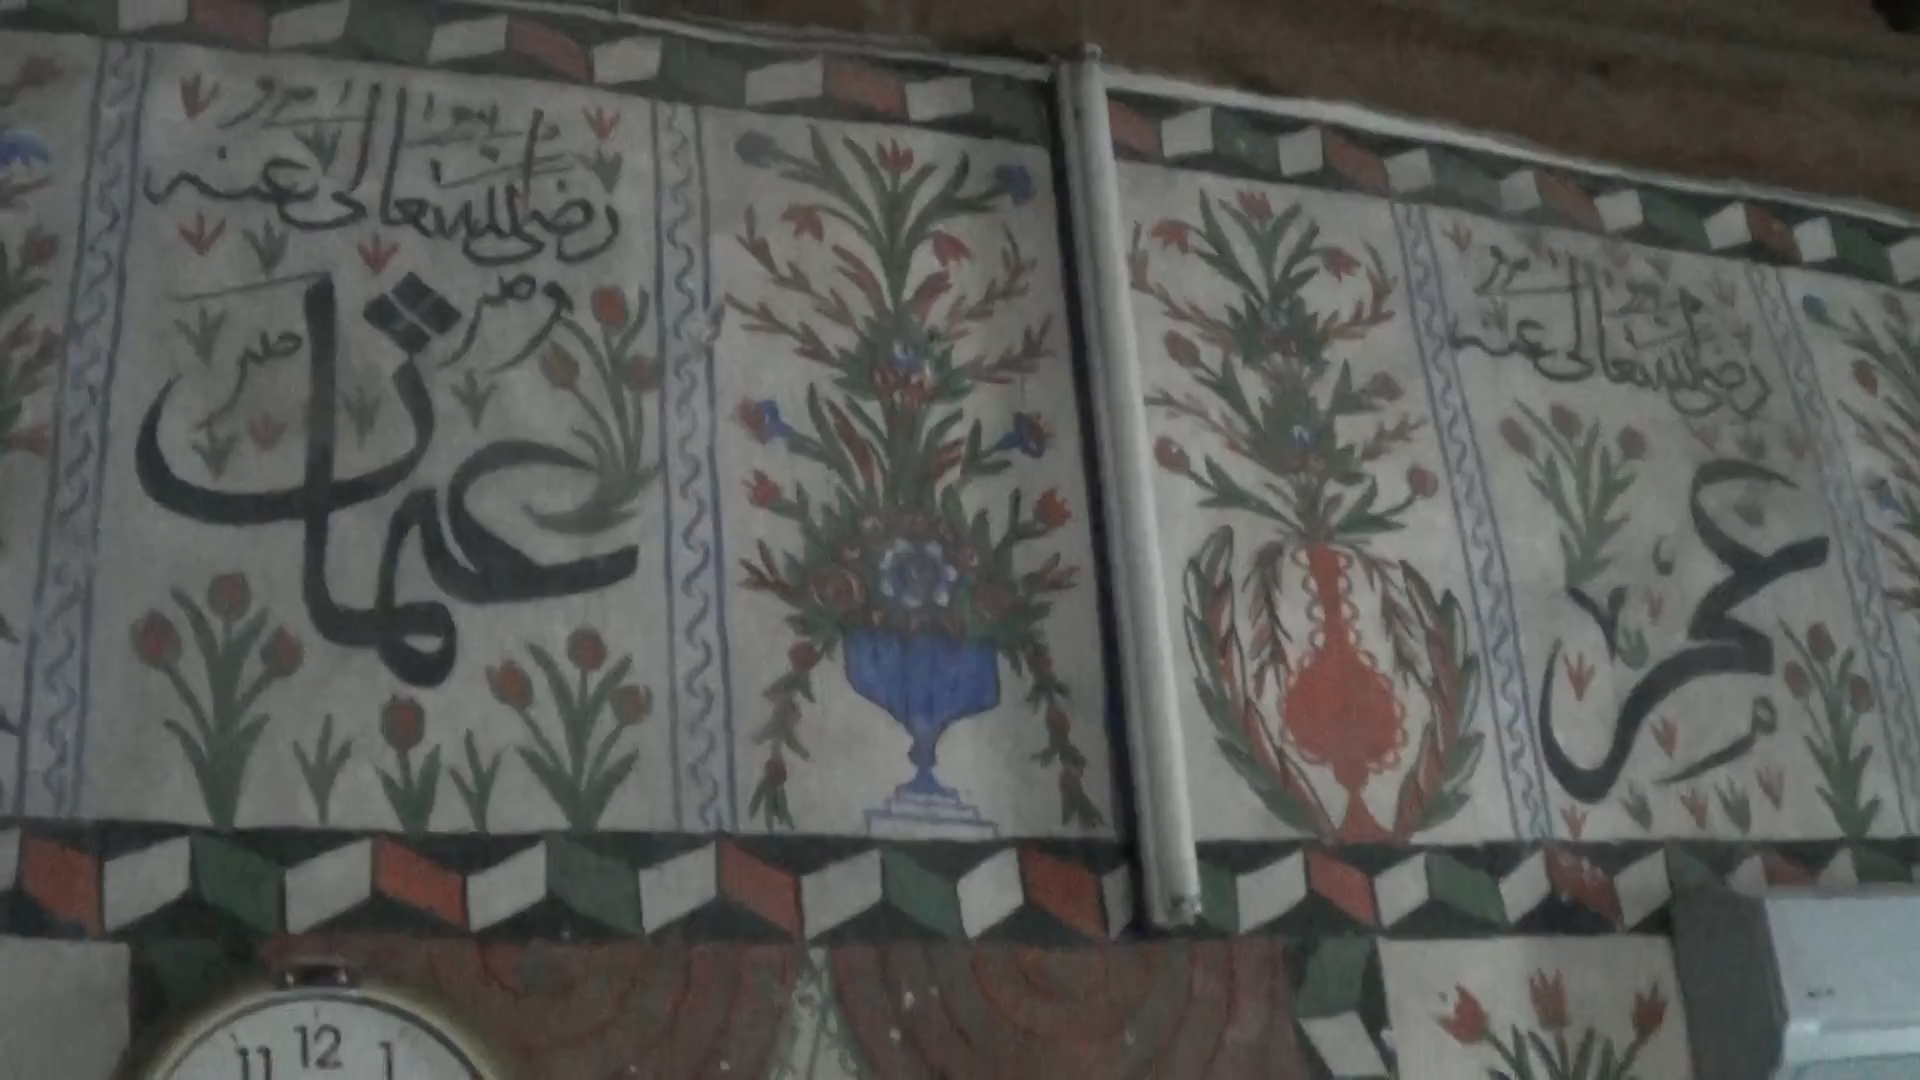 رضي الله تعالى عنه
عثمان
رضي الله تعالى عنه
عمر
11 12 1